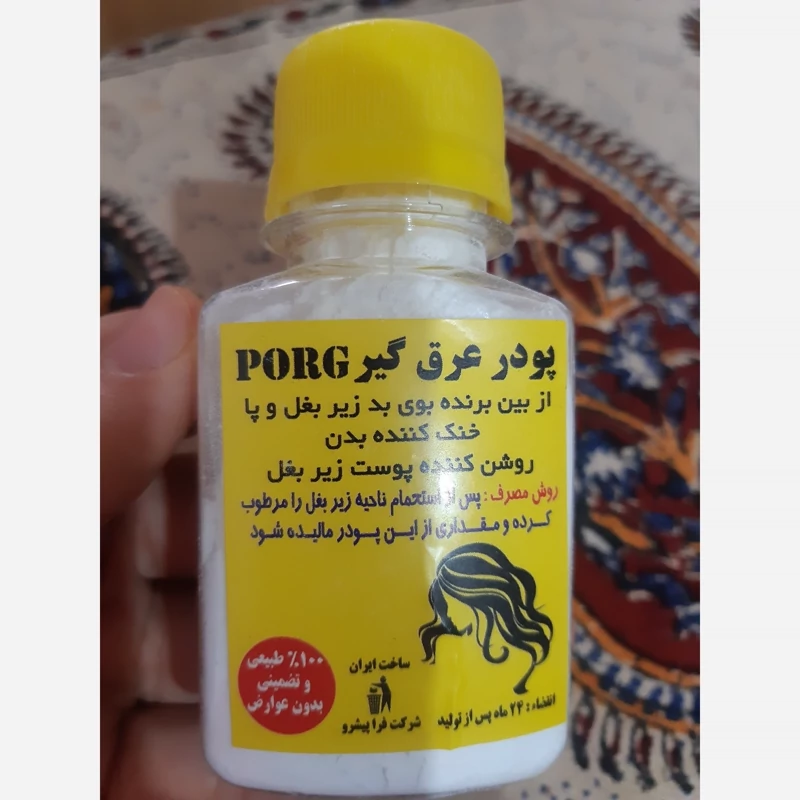 پودر عرق گیر PORG
از بین برنده بوی بد زیر بغل و پا
خنک کننده بدن
روشن کننده پوست زیر بغل
روش مصرف : پس از استحمام ناحیه زیر بغل را مرطوب
کرده و مقداری از این پودر مالیده شود
۱۰۰٪ طبیعی
و تضمینی
بدون عوارض
ساخت ایران
شرکت فرا پیشرو
انقضاء : ۲۴ ماه پس از تولید